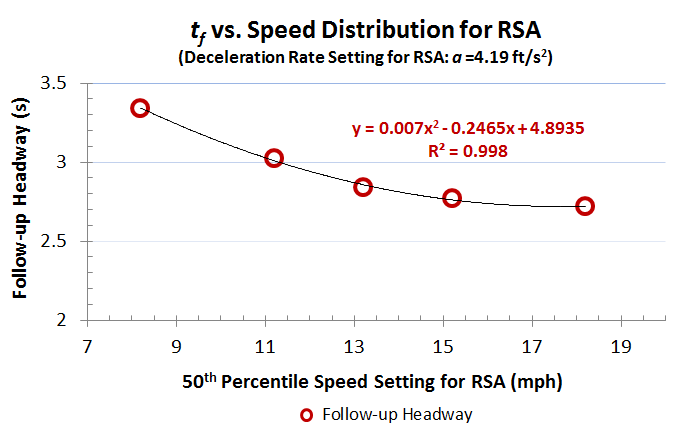 t_f vs. Speed Distribution for RSA
(Deceleration Rate Setting for RSA: a =4.19 ft/s²)
3.5
y = 0.007x² - 0.2465x + 4.8935
R² = 0.998
3
2.5
2
Follow-up Headway (s)
7 9 11 13 15 17 19
50th Percentile Speed Setting for RSA (mph)
Follow-up Headway